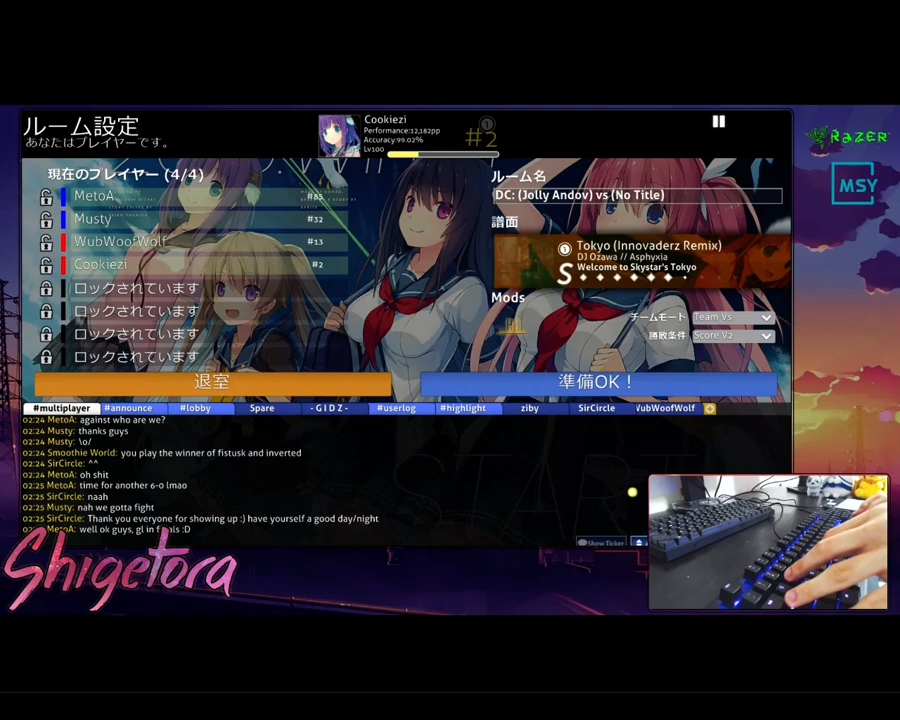 ルーム設定
あなたはプレイヤーです。
Cookiezi
Performance:12,182pp
Accuracy:99.02%
Lv100
1
#2
RAZER
MSY
現在のプレイヤー (4/4)
MetoA #85
Musty #32
WubWoofWolf #13
Cookiezi #2
ロックされています
ロックされています
ロックされています
ロックされています
ルーム名
DC: (Jolly Andov) vs (No Title)
譜面
Tokyo (Innovaderz Remix)
DJ Ozawa // Asphyxia
Welcome to Skystar's Tokyo
Mods
チームモード Team Vs
勝敗条件 Score V2
退室
準備OK！
#multiplayer #announce #lobby Spare -GIDZ- #userlog #highlight ziby SirCircle WubWoofWolf
02:24 MetoA: against who are we?
02:24 Musty: thanks guys
02:24 Musty: \o/
02:24 Smoothie World: you play the winner of fistusk and inverted
02:24 SirCircle: ^^
02:24 MetoA: oh shit
02:25 MetoA: time for another 6-0 lmao
02:25 SirCircle: naah
02:25 Musty: nah we gotta fight
02:25 SirCircle: Thank you everyone for showing up :) have yourself a good day/night
MetoA: well ok guys, gl in finals :D
START
Show Ticker
Shigetora